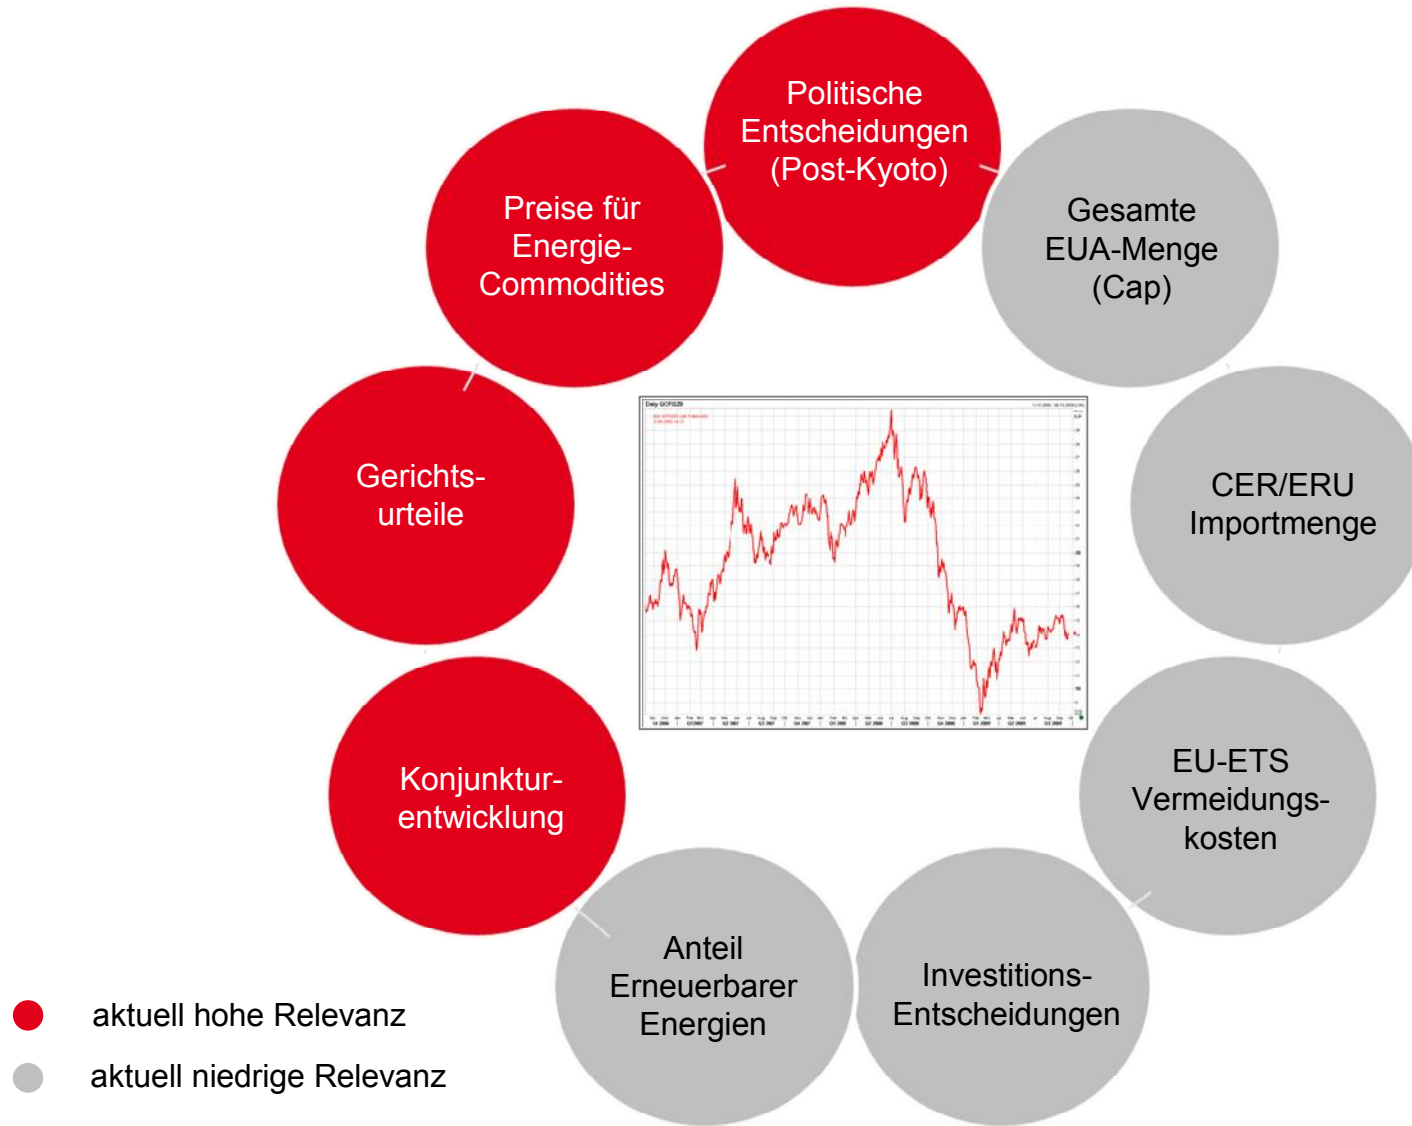 Politische
Entscheidungen
(Post-Kyoto)
Preise für
Energie-
Commodities
Gesamte
EUA-Menge
(Cap)
Gerichts-
urteile
CER/ERU
Importmenge
Konjunktur-
entwicklung
EU-ETS
Vermeidungs-
kosten
Anteil
Erneuerbarer
Energien
Investitions-
Entscheidungen
aktuell hohe Relevanz
aktuell niedrige Relevanz